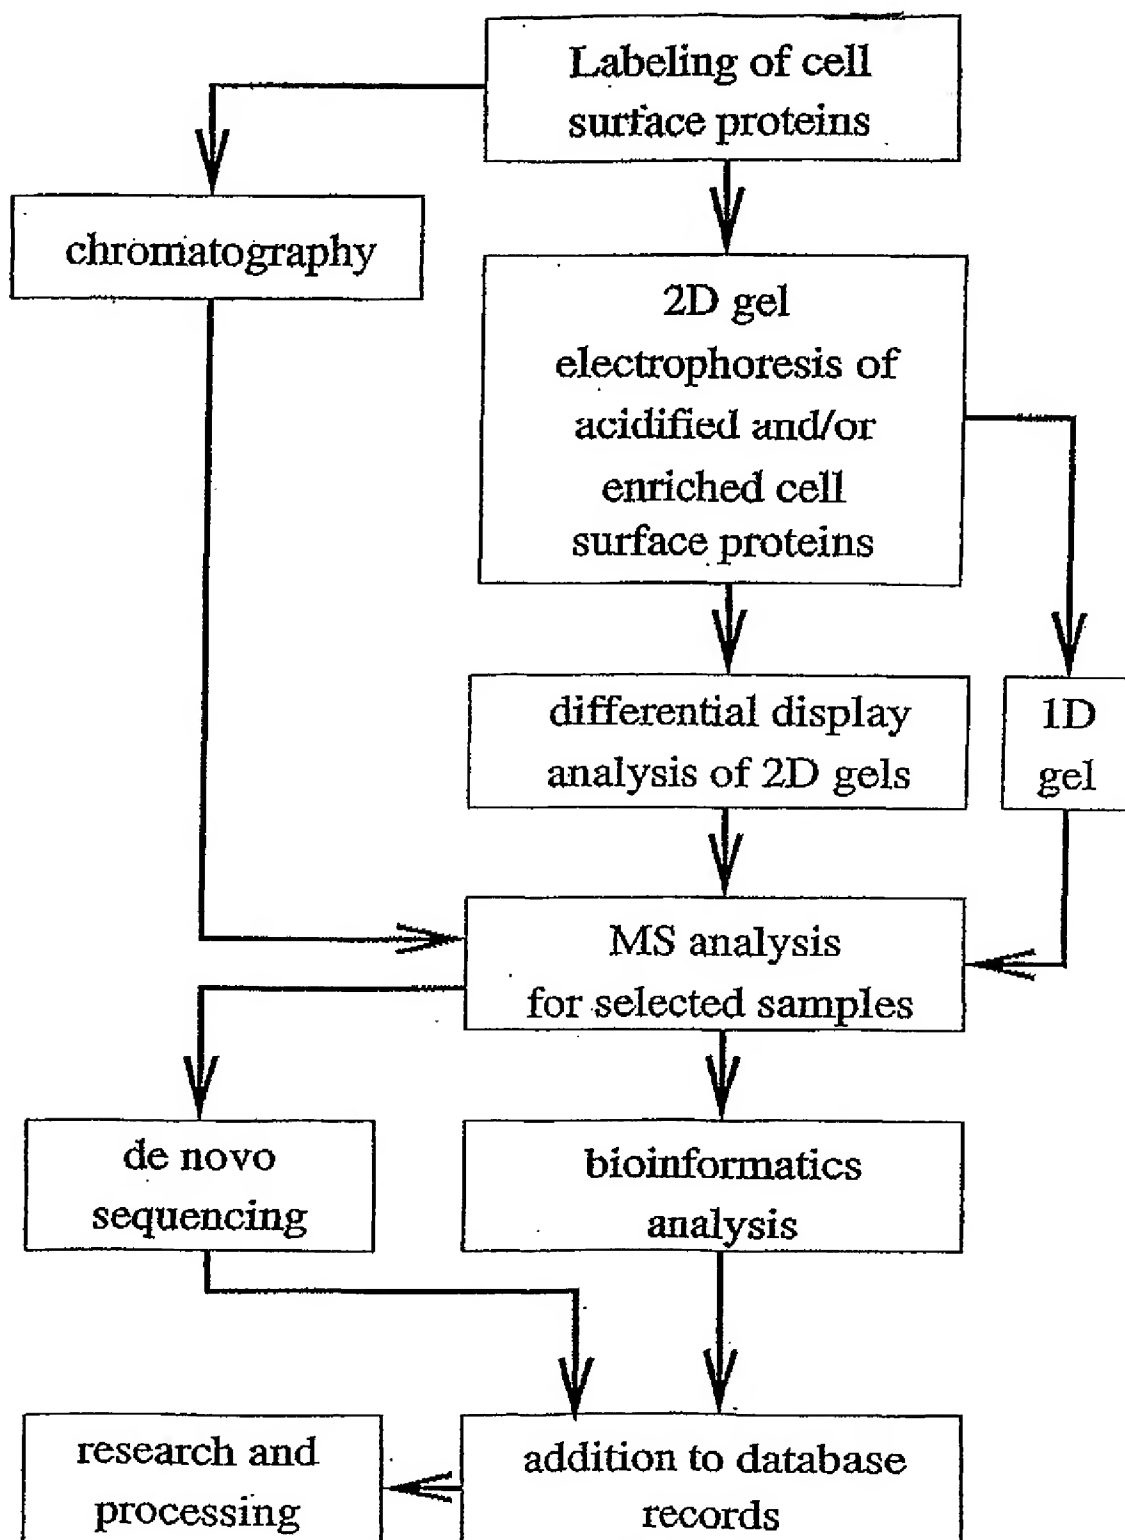 Labeling of cell
surface proteins
chromatography
2D gel
electrophoresis of
acidified and/or
enriched cell
surface proteins
differential display
analysis of 2D gels
1D
gel
MS analysis
for selected samples
de novo
sequencing
bioinformatics
analysis
research and
processing
addition to database
records